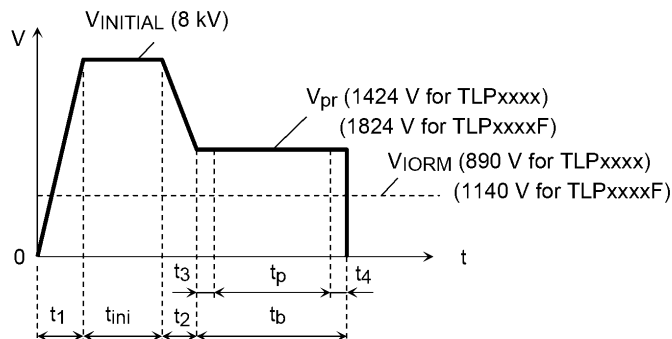 VINITIAL (8 kV)
V
Vpr (1424 V for TLPxxxx)
(1824 V for TLPxxxxF)
VIORM (890 V for TLPxxxx)
(1140 V for TLPxxxxF)
0
t
t3
tp
t4
t1
tini
t2
tb